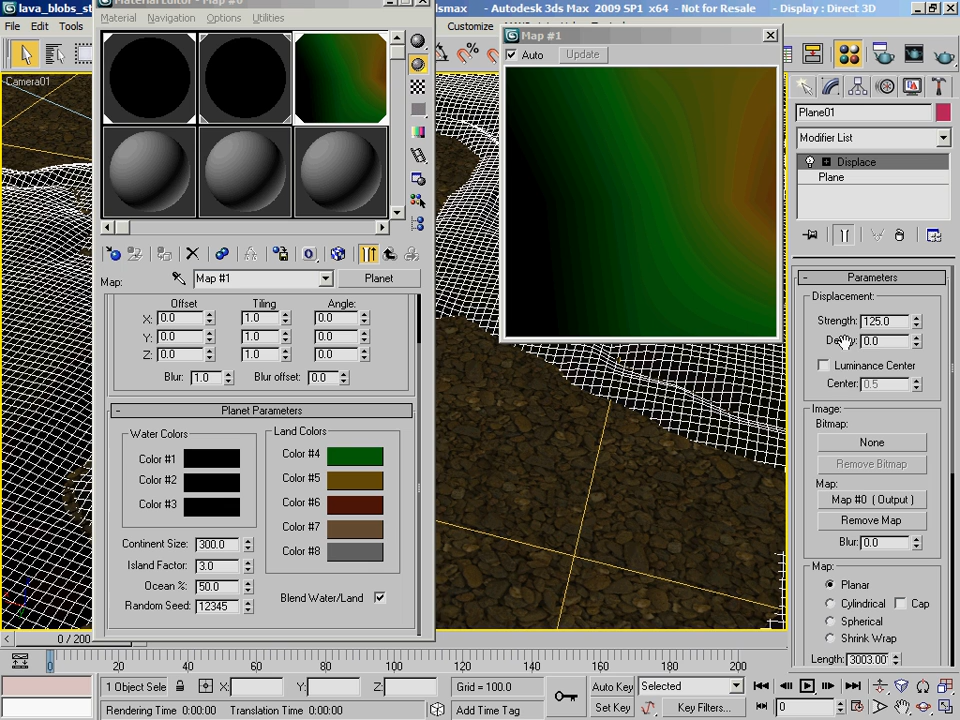 lava_blobs_st
Material Editor - Map #0
lsmax - Autodesk 3ds Max 2009 SP1 x64 - Not for Resale - Display : Direct 3D
File Edit Tools
Material Navigation Options Utilities
Customize
Camera01
Map #1
Auto Update
Plane01
Modifier List
Displace
Plane
Map: Map #1 Planet
Offset Tiling Angle:
X: 0.0 1.0 0.0
Y: 0.0 1.0 0.0
Z: 0.0 1.0 0.0
Blur: 1.0 Blur offset: 0.0
Planet Parameters
Water Colors
Color #1
Color #2
Color #3
Land Colors
Color #4
Color #5
Color #6
Color #7
Color #8
Continent Size: 300.0
Island Factor: 3.0
Ocean %: 50.0
Random Seed: 12345
Blend Water/Land
Parameters
Displacement:
Strength: 125.0
0.0
Luminance Center
Center: 0.5
Image:
Bitmap:
None
Remove Bitmap
Map:
Map #0 ( Output )
Remove Map
Blur: 0.0
Map:
Planar
Cylindrical Cap
Spherical
Shrink Wrap
Length: 3003.00
0 / 200
0 20 40 60 80 100 120 140 160 180 200
1 Object Sele X: Y: Z: Grid = 100.0 Auto Key Selected
Rendering Time 0:00:00 Translation Time 0:00:00 Add Time Tag Set Key Key Filters... 0